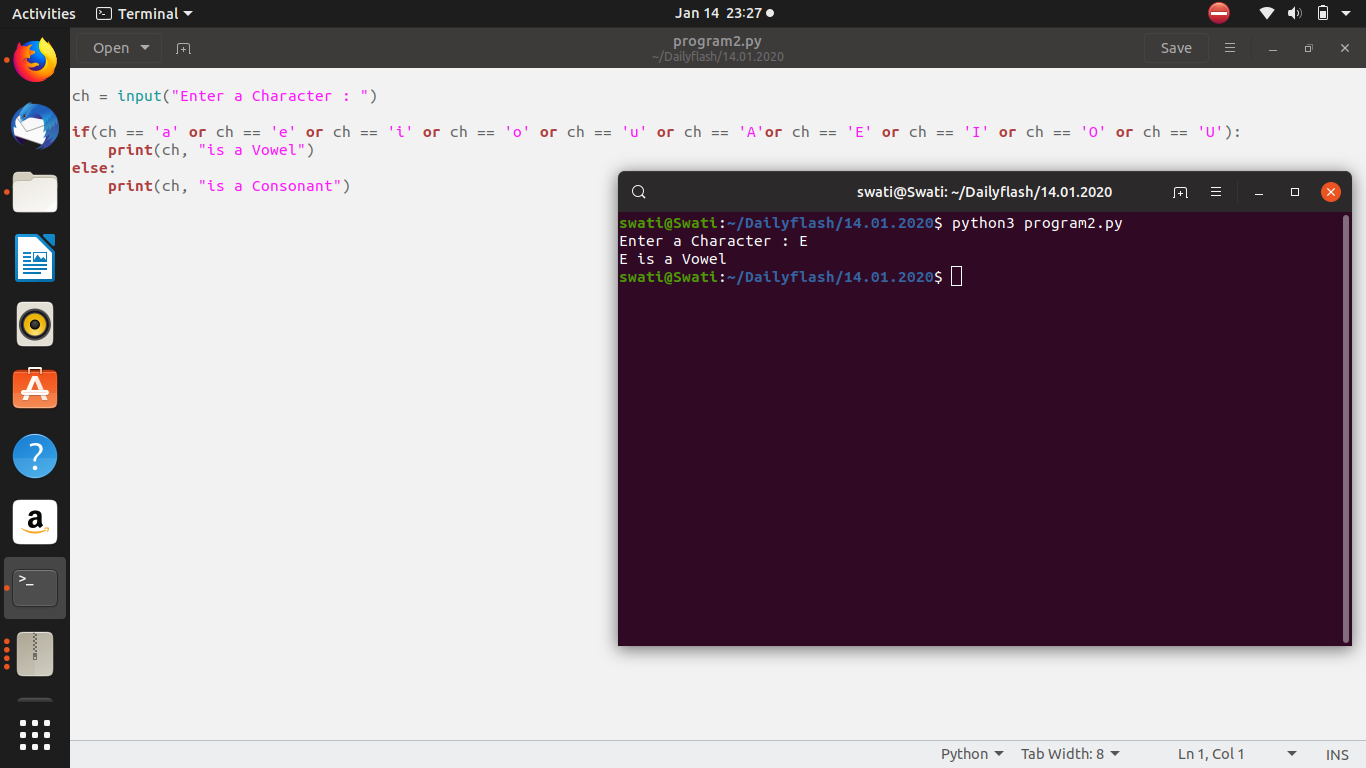 Activities
Terminal
Jan 14 23:27
Open
program2.py
~/Dailyflash/14.01.2020
Save
ch = input("Enter a Character : ")
if(ch == 'a' or ch == 'e' or ch == 'i' or ch == 'o' or ch == 'u' or ch == 'A'or ch == 'E' or ch == 'I' or ch == 'O' or ch == 'U'):
    print(ch, "is a Vowel")
else:
    print(ch, "is a Consonant")
swati@Swati: ~/Dailyflash/14.01.2020
swati@Swati:~/Dailyflash/14.01.2020$ python3 program2.py
Enter a Character : E
E is a Vowel
swati@Swati:~/Dailyflash/14.01.2020$
?
a
>_
Python
Tab Width: 8
Ln 1, Col 1
INS